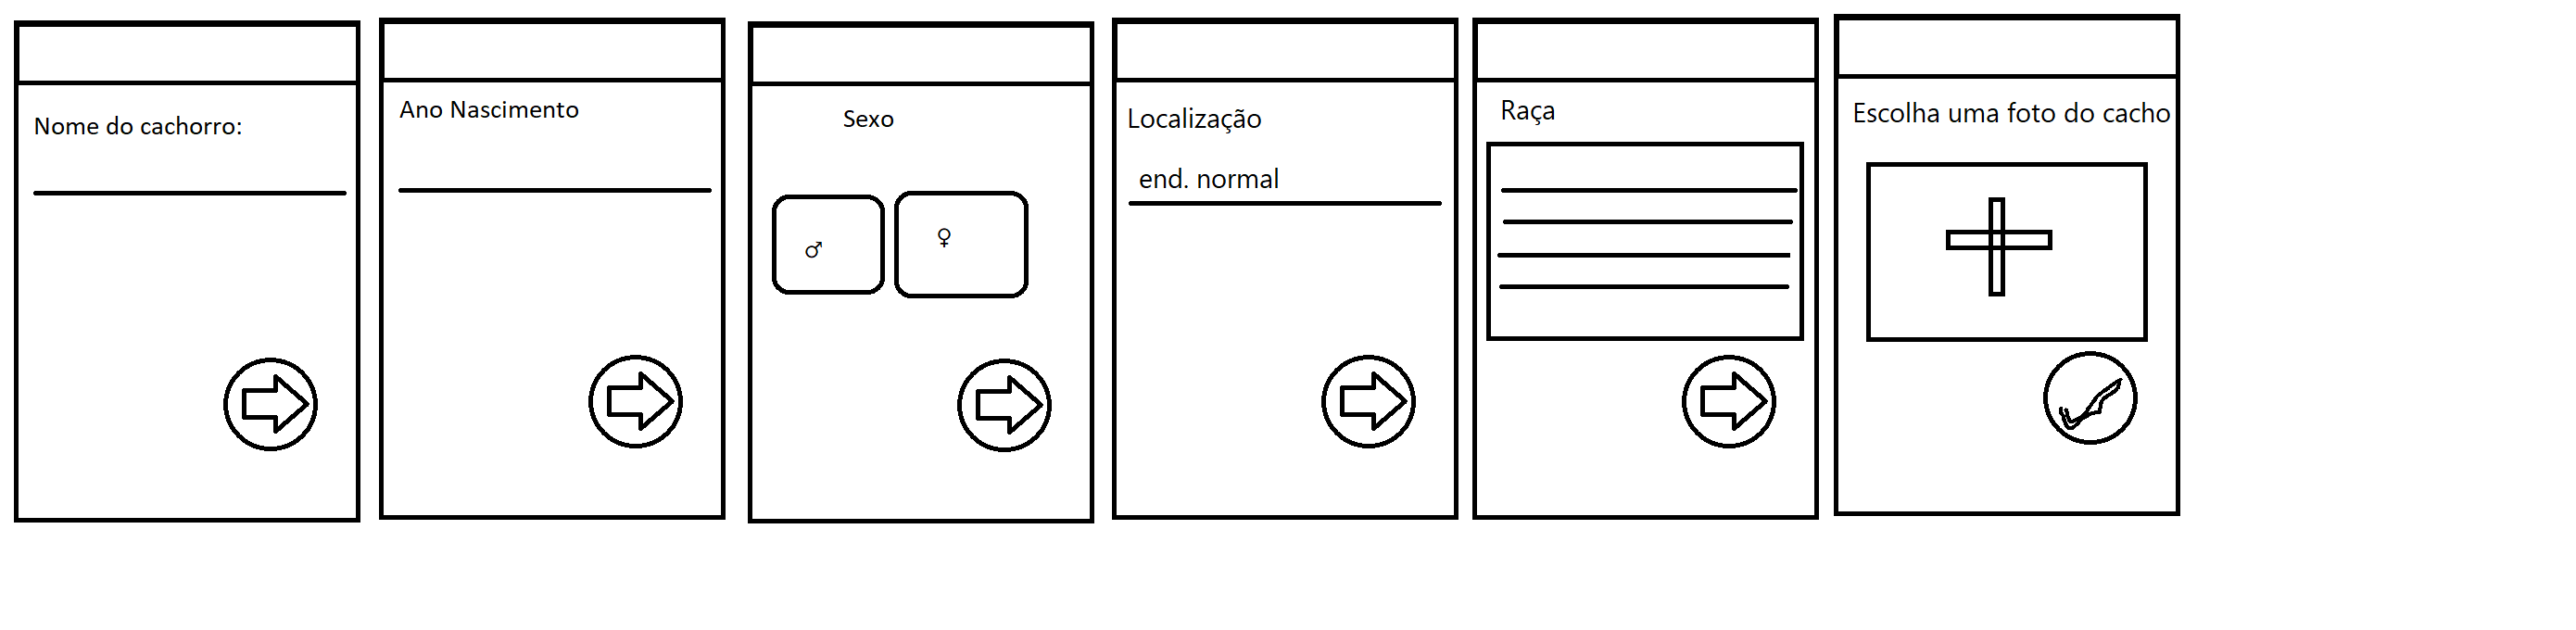 Nome do cachorro:
Ano Nascimento
Sexo
♂
♀
Localização
end. normal
Raça
Escolha uma foto do cacho